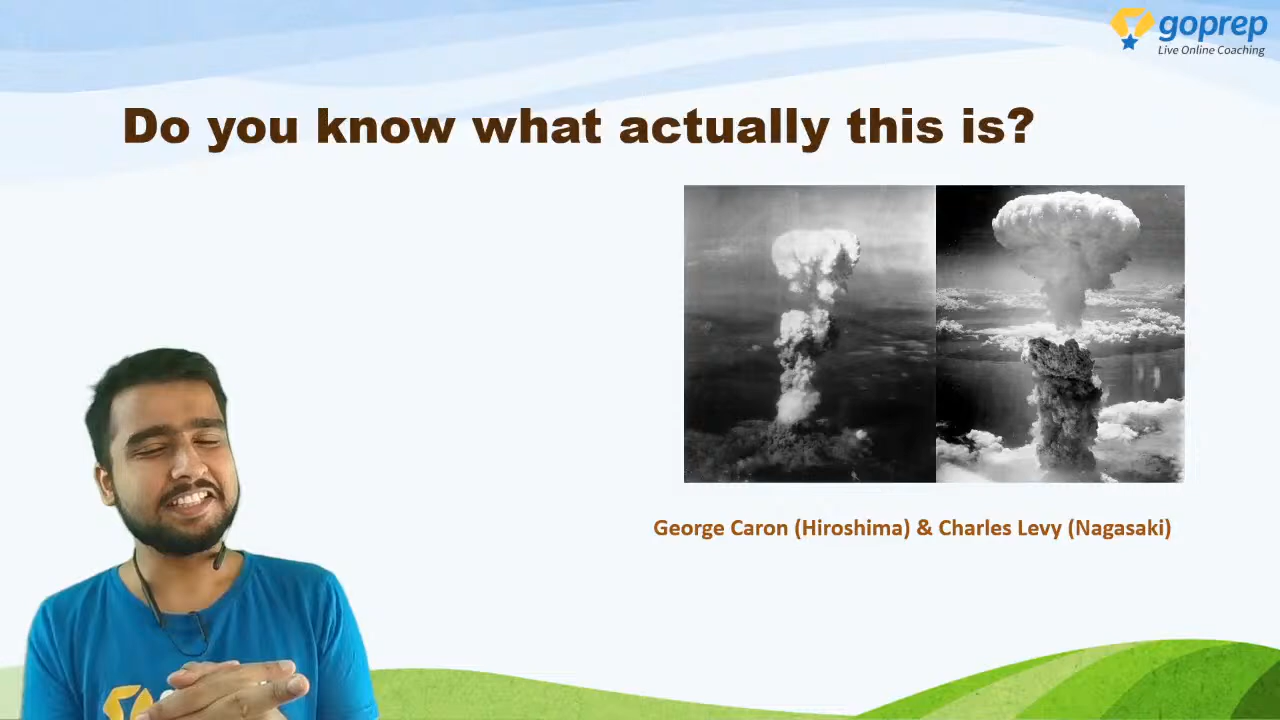 goprep
Live Online Coaching
Do you know what actually this is?
George Caron (Hiroshima) & Charles Levy (Nagasaki)